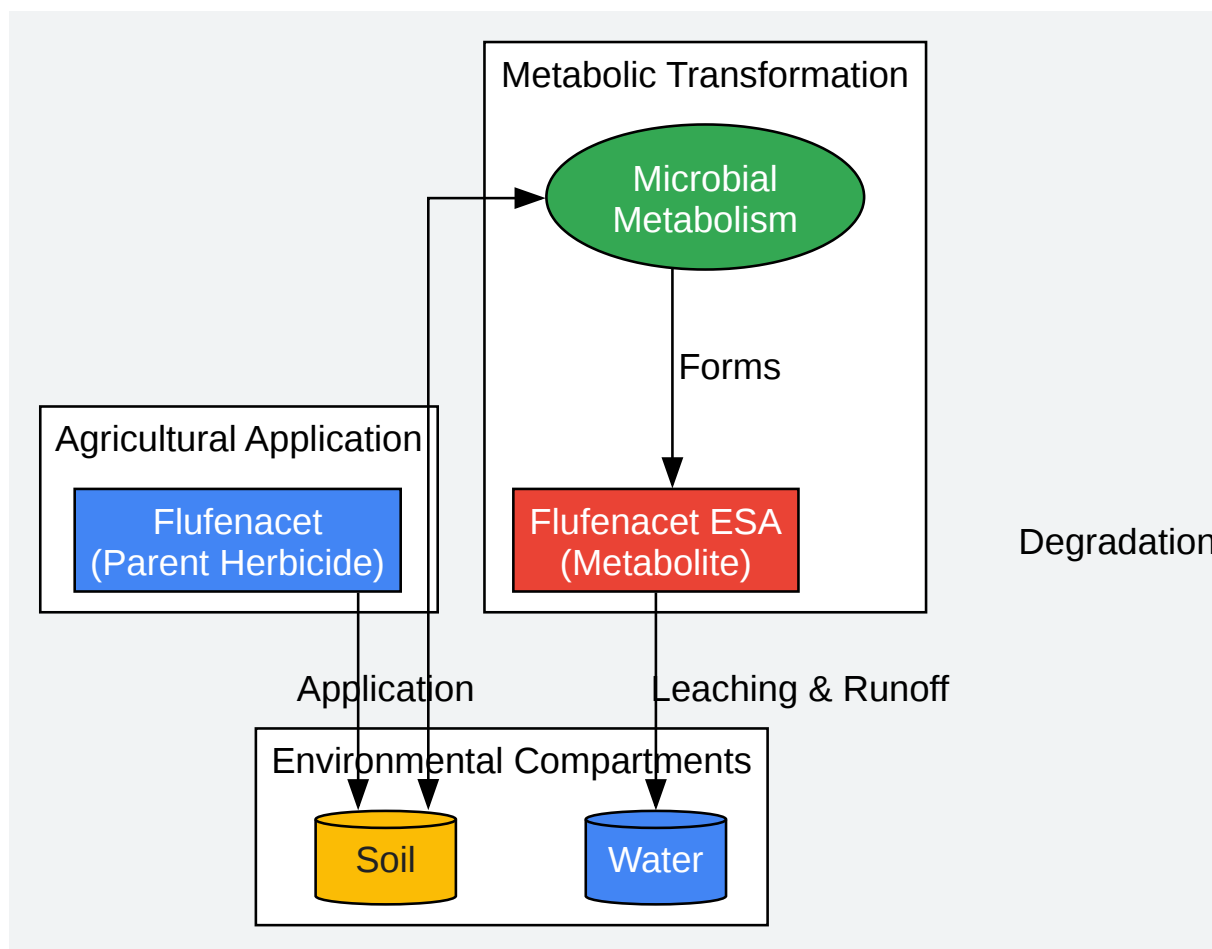 Metabolic Transformation
Microbial
Metabolism
Forms
Agricultural Application
Flufenacet
(Parent Herbicide)
Flufenacet ESA
(Metabolite)
Degradation
Application
Leaching & Runoff
Environmental Compartments
Soil
Water